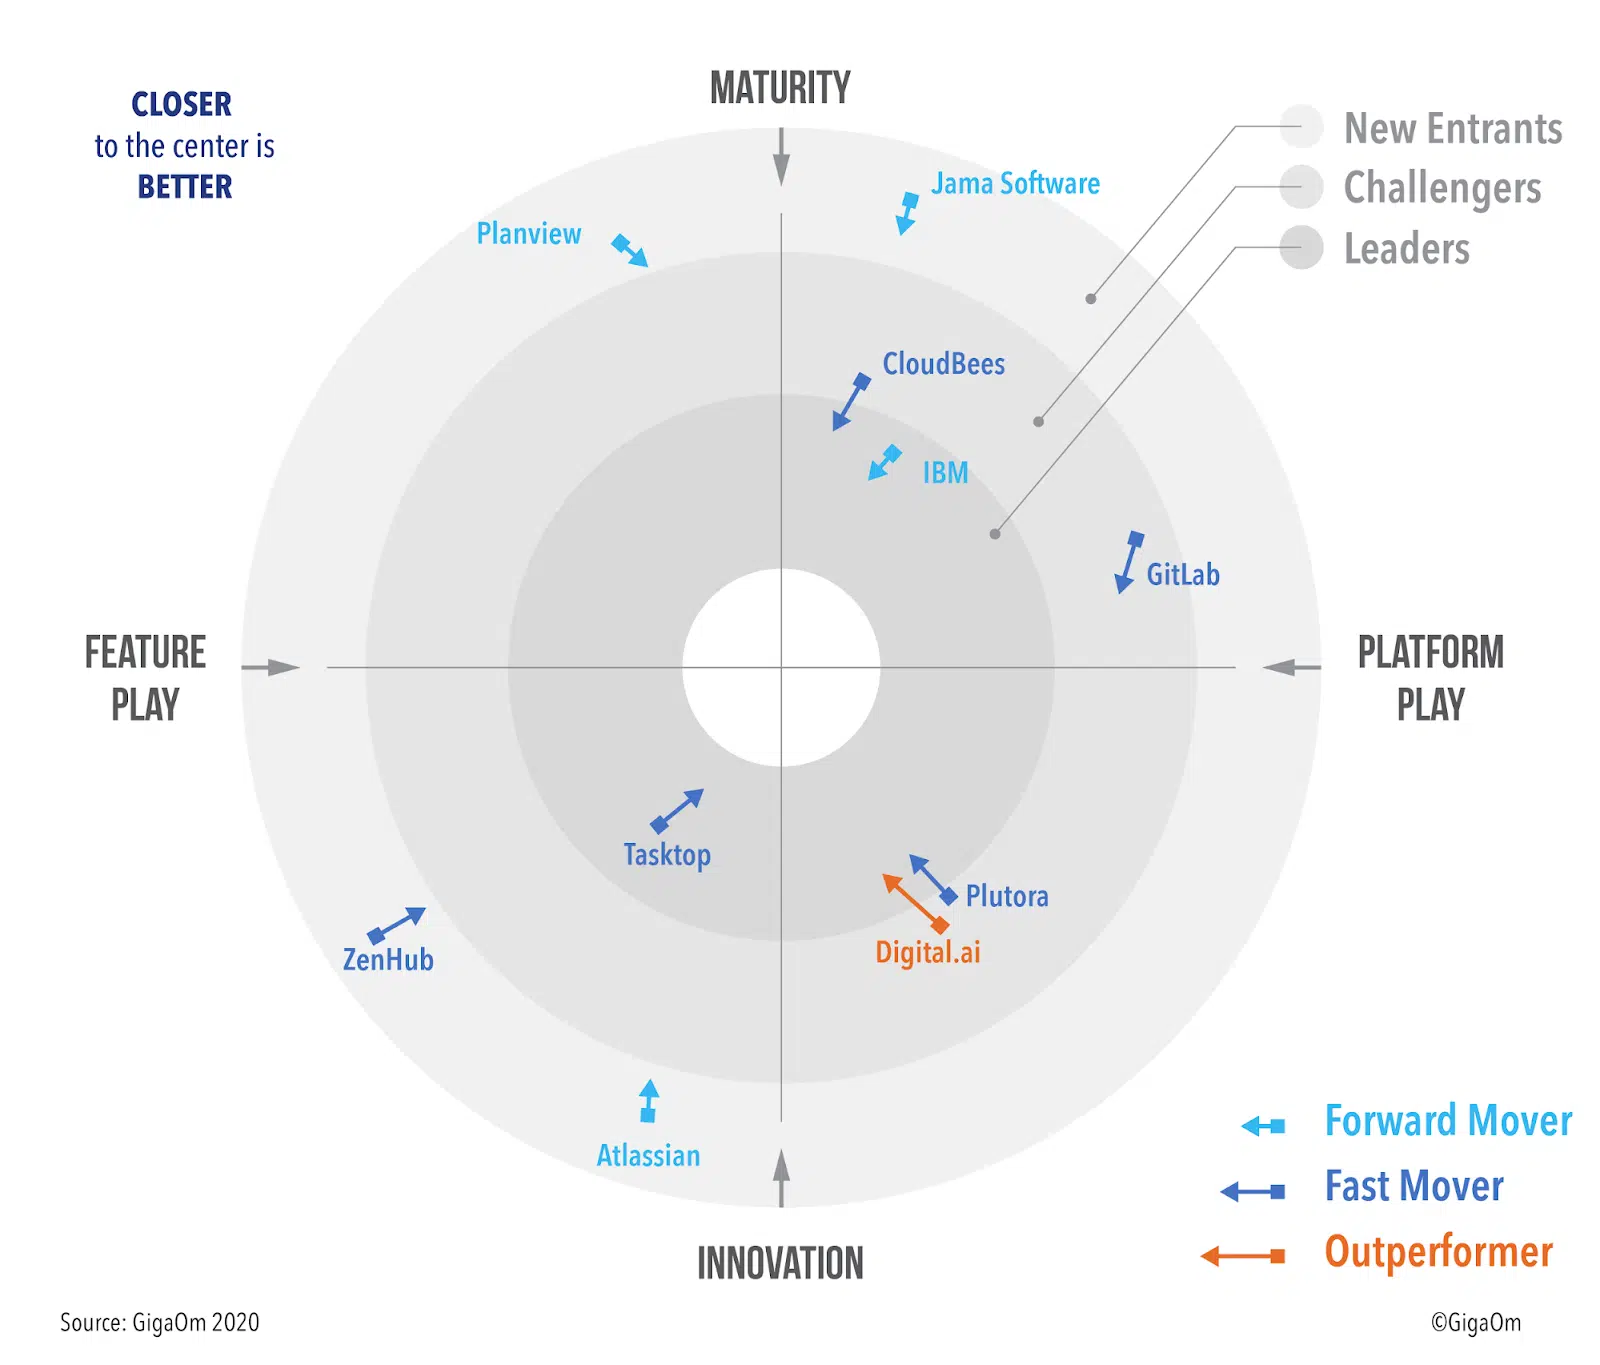 MATURITY
CLOSER
to the center is
BETTER
New Entrants
Challengers
Leaders
Jama Software
Planview
CloudBees
IBM
GitLab
FEATURE
PLAY
PLATFORM
PLAY
Tasktop
Plutora
Digital.ai
ZenHub
Atlassian
Forward Mover
Fast Mover
Outperformer
INNOVATION
Source: GigaOm 2020
©GigaOm